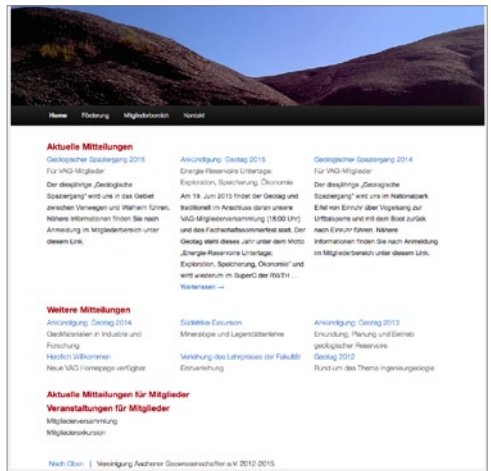 Home Förderung Mitgliederbereich Kontakt
Aktuelle Mitteilungen
Geologischer Spaziergang 2015
Für VAG-Mitglieder
Der diesjährige „Geologische
Spaziergang" wird uns in das Gebiet
zwischen Venwegen und Walheim führen.
Nähere Informationen finden Sie nach
Anmeldung im Mitgliederbereich unter
diesem Link.
Ankündigung: Geotag 2015
Energie-Reservoire Untertage:
Exploration, Speicherung, Ökonomie
Am 19. Juni 2015 findet der Geotag und
traditionell im Anschluss daran unsere
VAG-Mitgliederversammlung (18:00 Uhr)
und das Fachschaftssommerfest statt. Der
Geotag steht dieses Jahr unter dem Motto
„Energie-Reservoire Untertage:
Exploration, Speicherung, Ökonomie" und
wird wiederum im SuperC der RWTH ...
Weiterlesen →
Geologischer Spaziergang 2014
Für VAG-Mitglieder
Der diesjährige „Geologische
Spaziergang" wird uns im Nationalpark
Eifel von Einruhr über Vogelsang zur
Urfttalsperre und mit dem Boot zurück
nach Einruhr führen. Nähere
Informationen finden Sie nach Anmeldung
im Mitgliederbereich unter diesem Link.
Weitere Mitteilungen
Ankündigung: Geotag 2014
GeoMaterialien in Industrie und
Forschung
Herzlich Willkommen
Neue VAG Homepage verfügbar
Südafrika-Exkursion
Mineralogie und Lagerstättenlehre
Verleihung des Lehrpreises der Fakultät
Erstverleihung
Ankündigung: Geotag 2013
Erkundung, Planung und Betrieb
geologischer Reservoire
Geotag 2012
Rund um das Thema Ingenieurgeologie
Aktuelle Mitteilungen für Mitglieder
Veranstaltungen für Mitglieder
Mitgliederversammlung
Mitgliederexkursion
Nach Oben | Vereinigung Aachener Geowissenschaftler e.V. 2012-2015